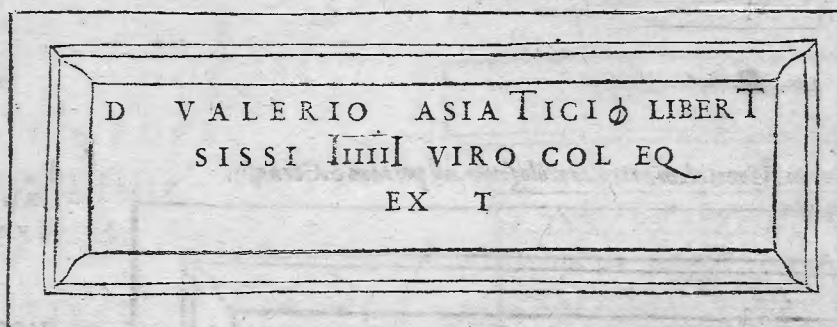 D VALERIO ASIATICI ϕ LIBERT
SISSI IIIIII VIRO COL EQ
EX T